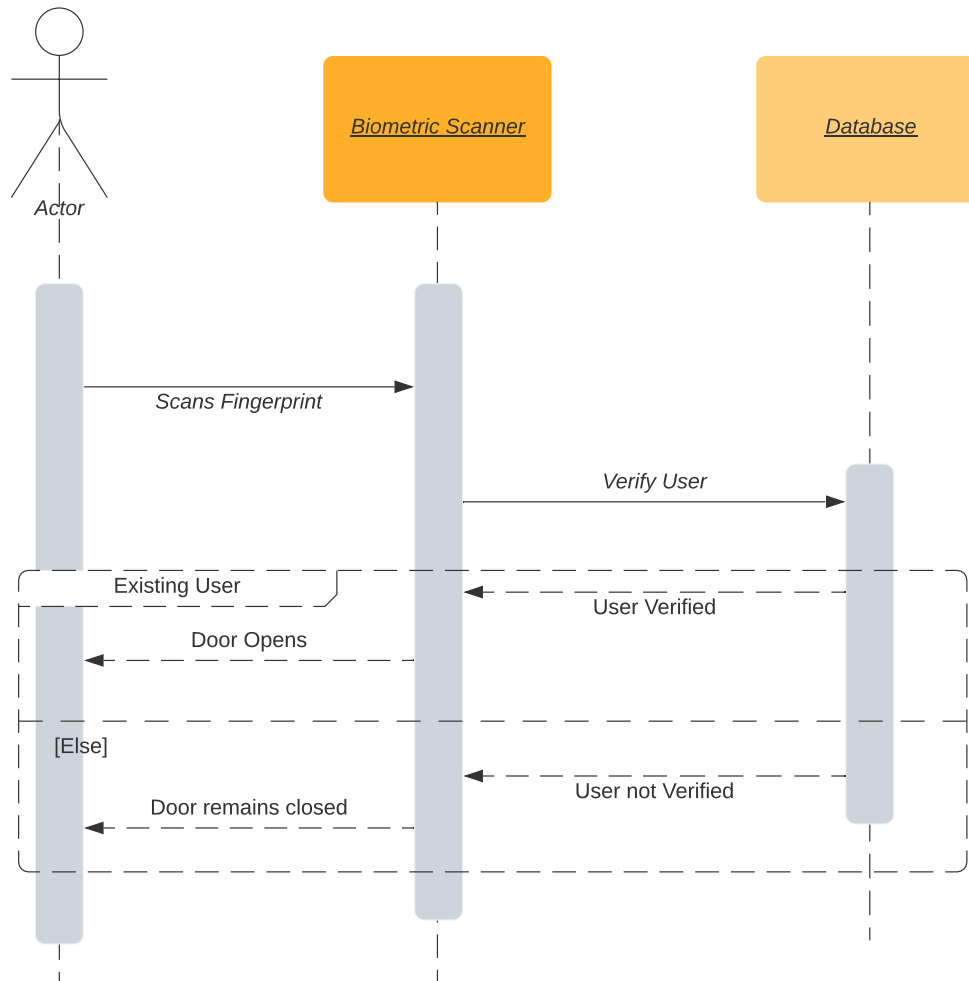 Actor
Biometric Scanner
Database
Scans Fingerprint
Verify User
Existing User
User Verified
Door Opens
[Else]
User not Verified
Door remains closed